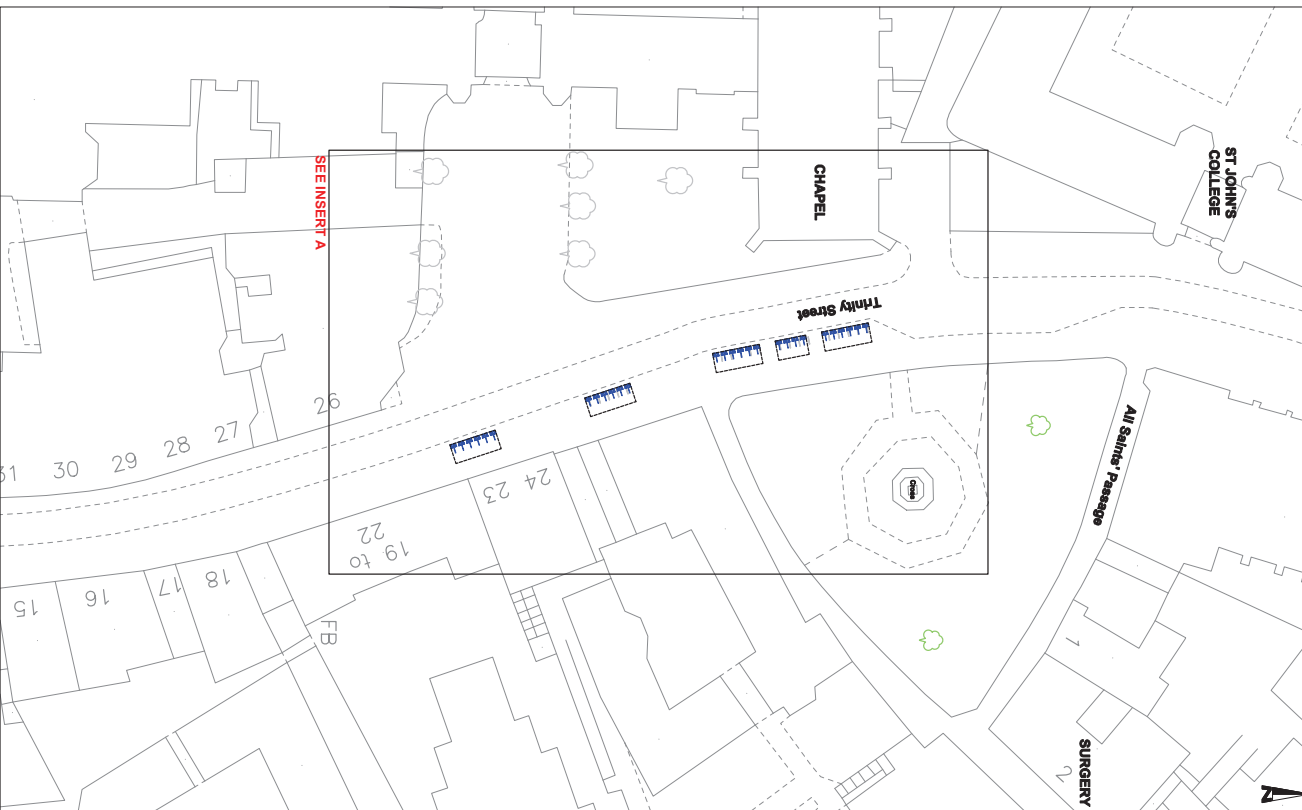 ST JOHN'S
COLLEGE
CHAPEL
SEE INSERT A
Trinity Street
26
27
28
29
30
31
All Saints' Passage
Cross
24
23
19 to
22
18
17
16
15
FB
1
2
SURGERY
N